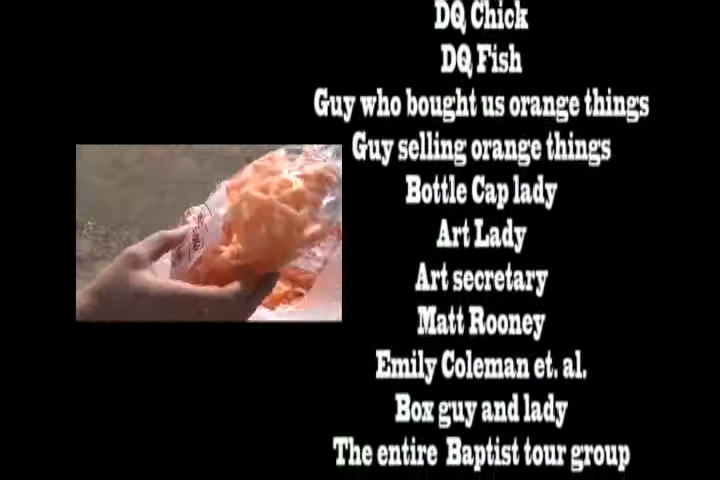 DQ Chick
DQ Fish
Guy who bought us orange things
Guy selling orange things
Bottle Cap lady
Art Lady
Art secretary
Matt Rooney
Emily Coleman et. al.
Box guy and lady
The entire Baptist tour group